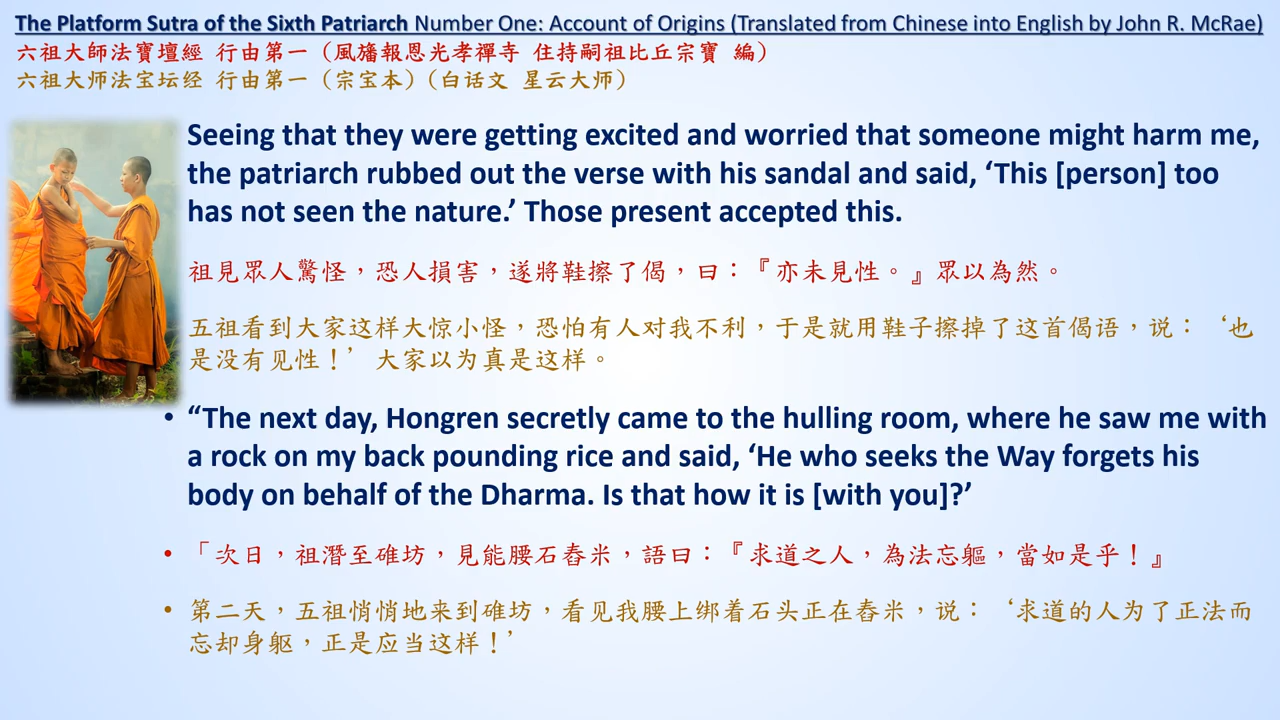 The Platform Sutra of the Sixth Patriarch Number One: Account of Origins (Translated from Chinese into English by John R. McRae)
六祖大師法寶壇經 行由第一（風旛報恩光孝禪寺 住持嗣祖比丘宗寶 編）
六祖大师法宝坛经 行由第一（宗宝本）（白话文 星云大师）
Seeing that they were getting excited and worried that someone might harm me,
the patriarch rubbed out the verse with his sandal and said, ‘This [person] too
has not seen the nature.’ Those present accepted this.
祖見眾人驚怪，恐人損害，遂將鞋擦了偈，曰：『亦未見性。』眾以為然。
五祖看到大家这样大惊小怪，恐怕有人对我不利，于是就用鞋子擦掉了这首偈语，说：‘也
是没有见性！’大家以为真是这样。
• “The next day, Hongren secretly came to the hulling room, where he saw me with
a rock on my back pounding rice and said, ‘He who seeks the Way forgets his
body on behalf of the Dharma. Is that how it is [with you]?’
• 「次日，祖潛至碓坊，見能腰石舂米，語曰：『求道之人，為法忘軀，當如是乎！』
• 第二天，五祖悄悄地来到碓坊，看见我腰上绑着石头正在舂米，说：‘求道的人为了正法而
忘却身躯，正是应当这样！’